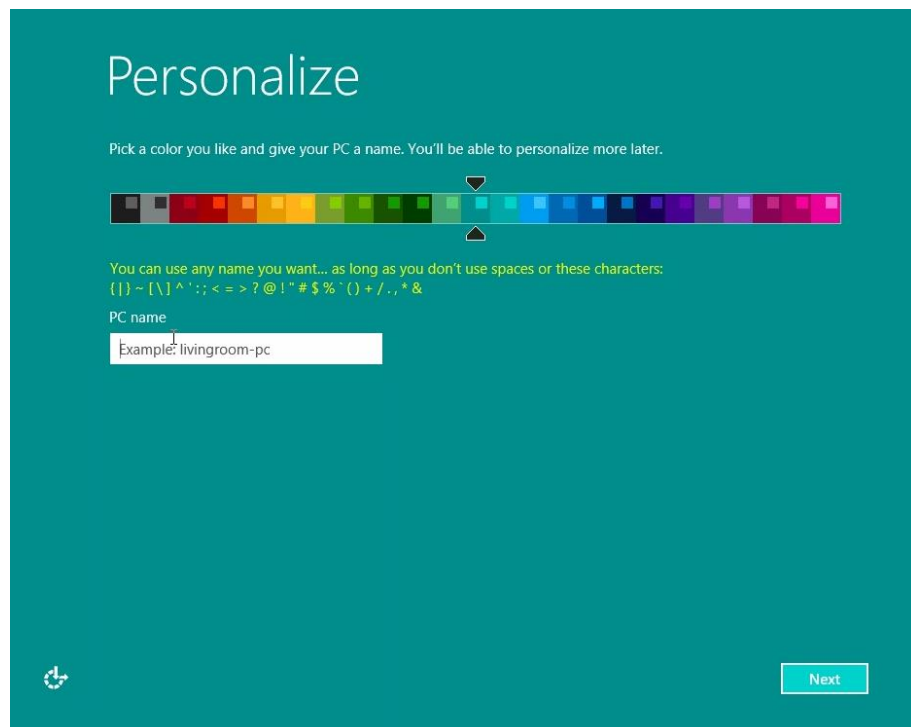 Personalize
Pick a color you like and give your PC a name. You'll be able to personalize more later.
You can use any name you want... as long as you don't use spaces or these characters:
{ | } ~ [ \ ] ^ ' : ; < = > ? @ ! " # $ % ` ( ) + / . , * &
PC name
Example: livingroom-pc
Next